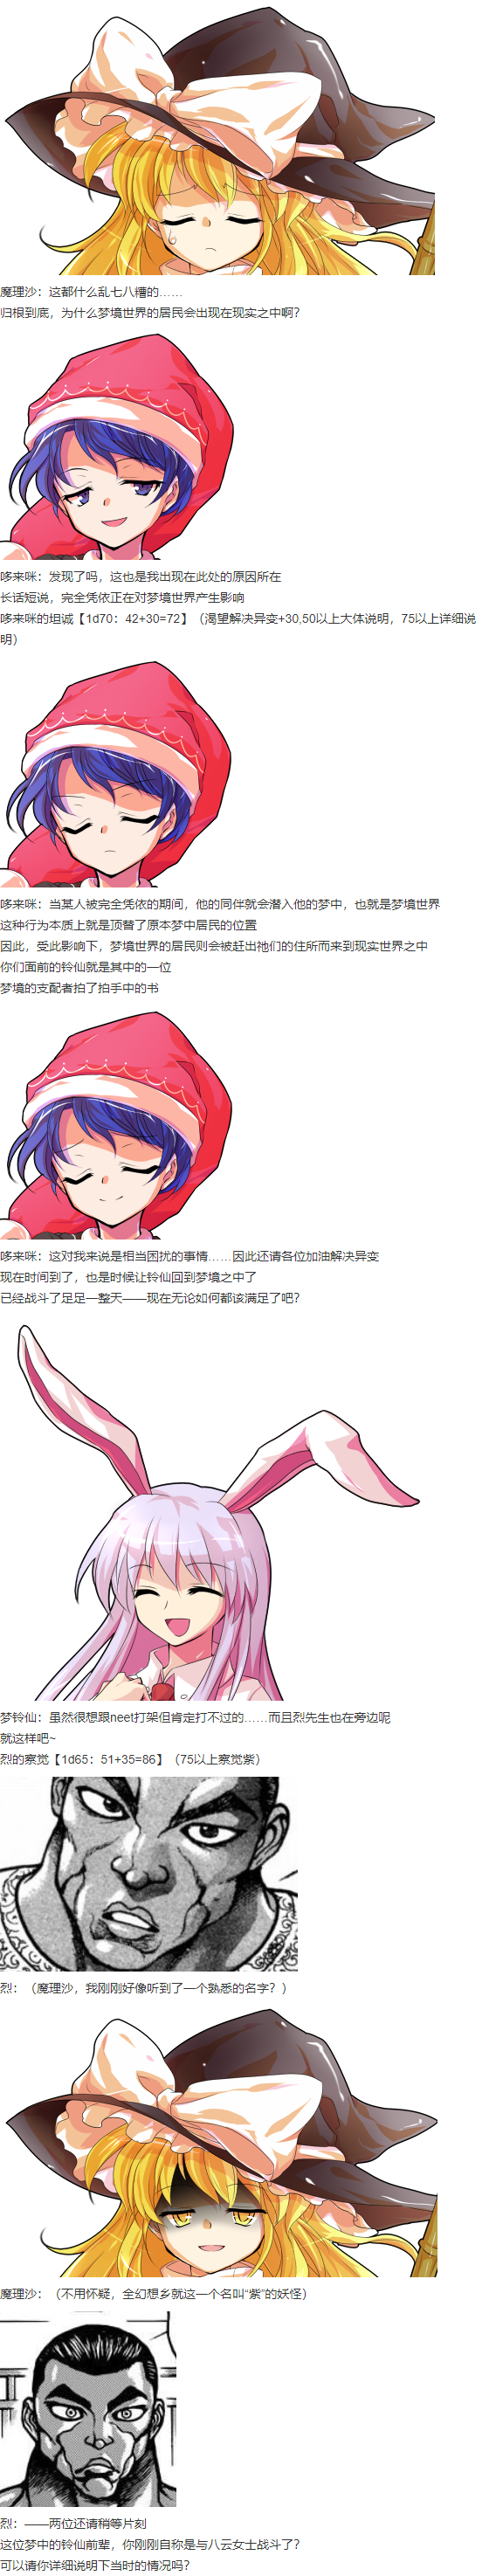 魔理沙：这都什么乱七八糟的……
归根到底，为什么梦境世界的居民会出现在现实之中啊？
哆来咪：发现了吗，这也是我出现在此处的原因所在
长话短说，完全凭依正在对梦境世界产生影响
哆来咪的坦诚【1d70：42+30=72】（渴望解决异变+30,50以上大体说明，75以上详细说
明）
哆来咪：当某人被完全凭依的期间，他的同伴就会潜入他的梦中，也就是梦境世界
这种行为本质上就是顶替了原本梦中居民的位置
因此，受此影响下，梦境世界的居民则会被赶出祂们的住所而来到现实世界之中
你们面前的铃仙就是其中的一位
梦境的支配者拍了拍手中的书
哆来咪：这对我来说是相当困扰的事情……因此还请各位加油解决异变
现在时间到了，也是时候让铃仙回到梦境之中了
已经战斗了足足一整天——现在无论如何都该满足了吧？
梦铃仙：虽然很想跟neet打架但肯定打不过的……而且烈先生也在旁边呢
就这样吧~
烈的察觉【1d65：51+35=86】（75以上察觉紫）
烈：（魔理沙，我刚刚好像听到了一个熟悉的名字？）
魔理沙：（不用怀疑，全幻想乡就这一个名叫“紫”的妖怪）
烈：——两位还请稍等片刻
这位梦中的铃仙前辈，你刚刚自称是与八云女士战斗了？
可以请你详细说明下当时的情况吗？